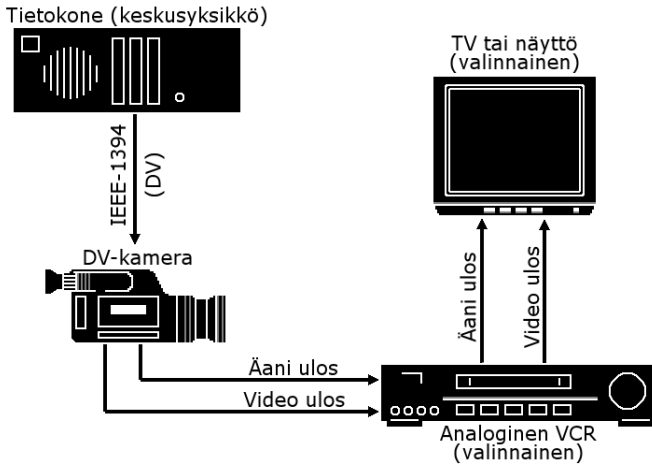 Tietokone (keskusyksikkö)
TV tai näyttö
(valinnainen)
IEEE-1394
(DV)
DV-kamera
Ääni ulos
Video ulos
Ääni ulos
Video ulos
Analoginen VCR
(valinnainen)